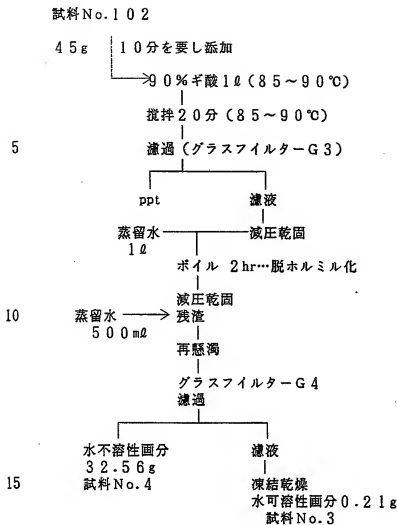 試料No.102
45g 10分を要し添加
90%ギ酸1ℓ(85~90℃)
攪拌20分(85~90℃)
5 濾過(グラスフイルターG3)
ppt 濾液
蒸留水 減圧乾固
1ℓ
ボイル 2hr…脱ホルミル化
減圧乾固
10 蒸留水 残渣
500mℓ
再懸濁
グラスフイルターG4
濾過
水不溶性画分 濾液
32.56g
15 試料No.4 凍結乾燥
水可溶性画分0.21g
試料No.3